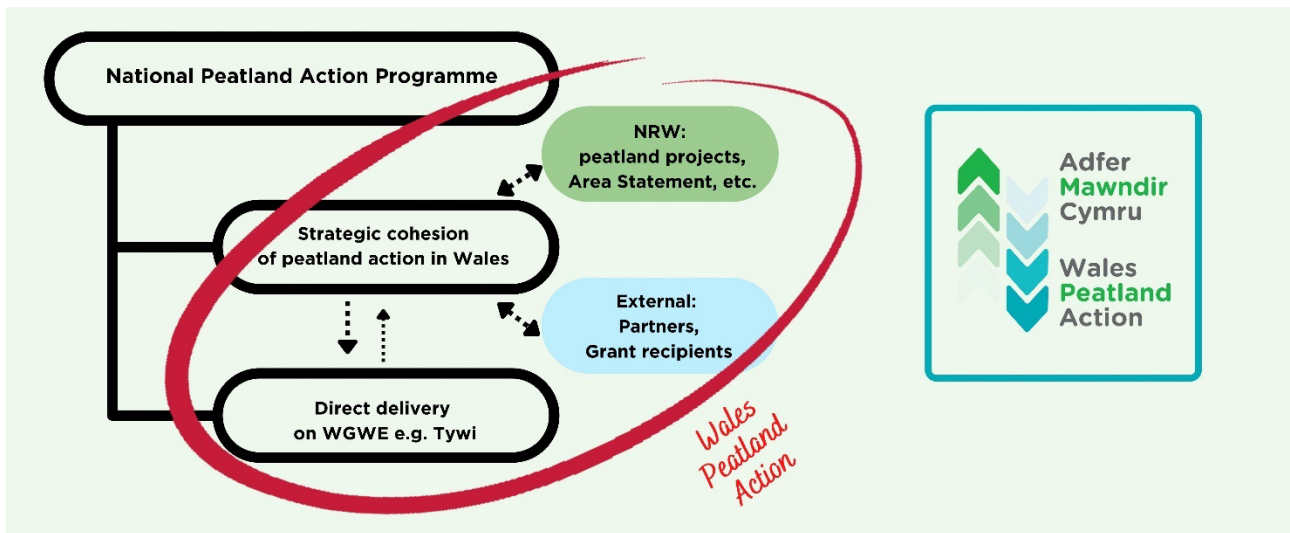 National Peatland Action Programme
NRW:
peatland projects,
Area Statement, etc.
Strategic cohesion
of peatland action in Wales
External:
Partners,
Grant recipients
Direct delivery
on WGWE e.g. Tywi
Wales
Peatland
Action
Adfer
Mawndir
Cymru
Wales
Peatland
Action